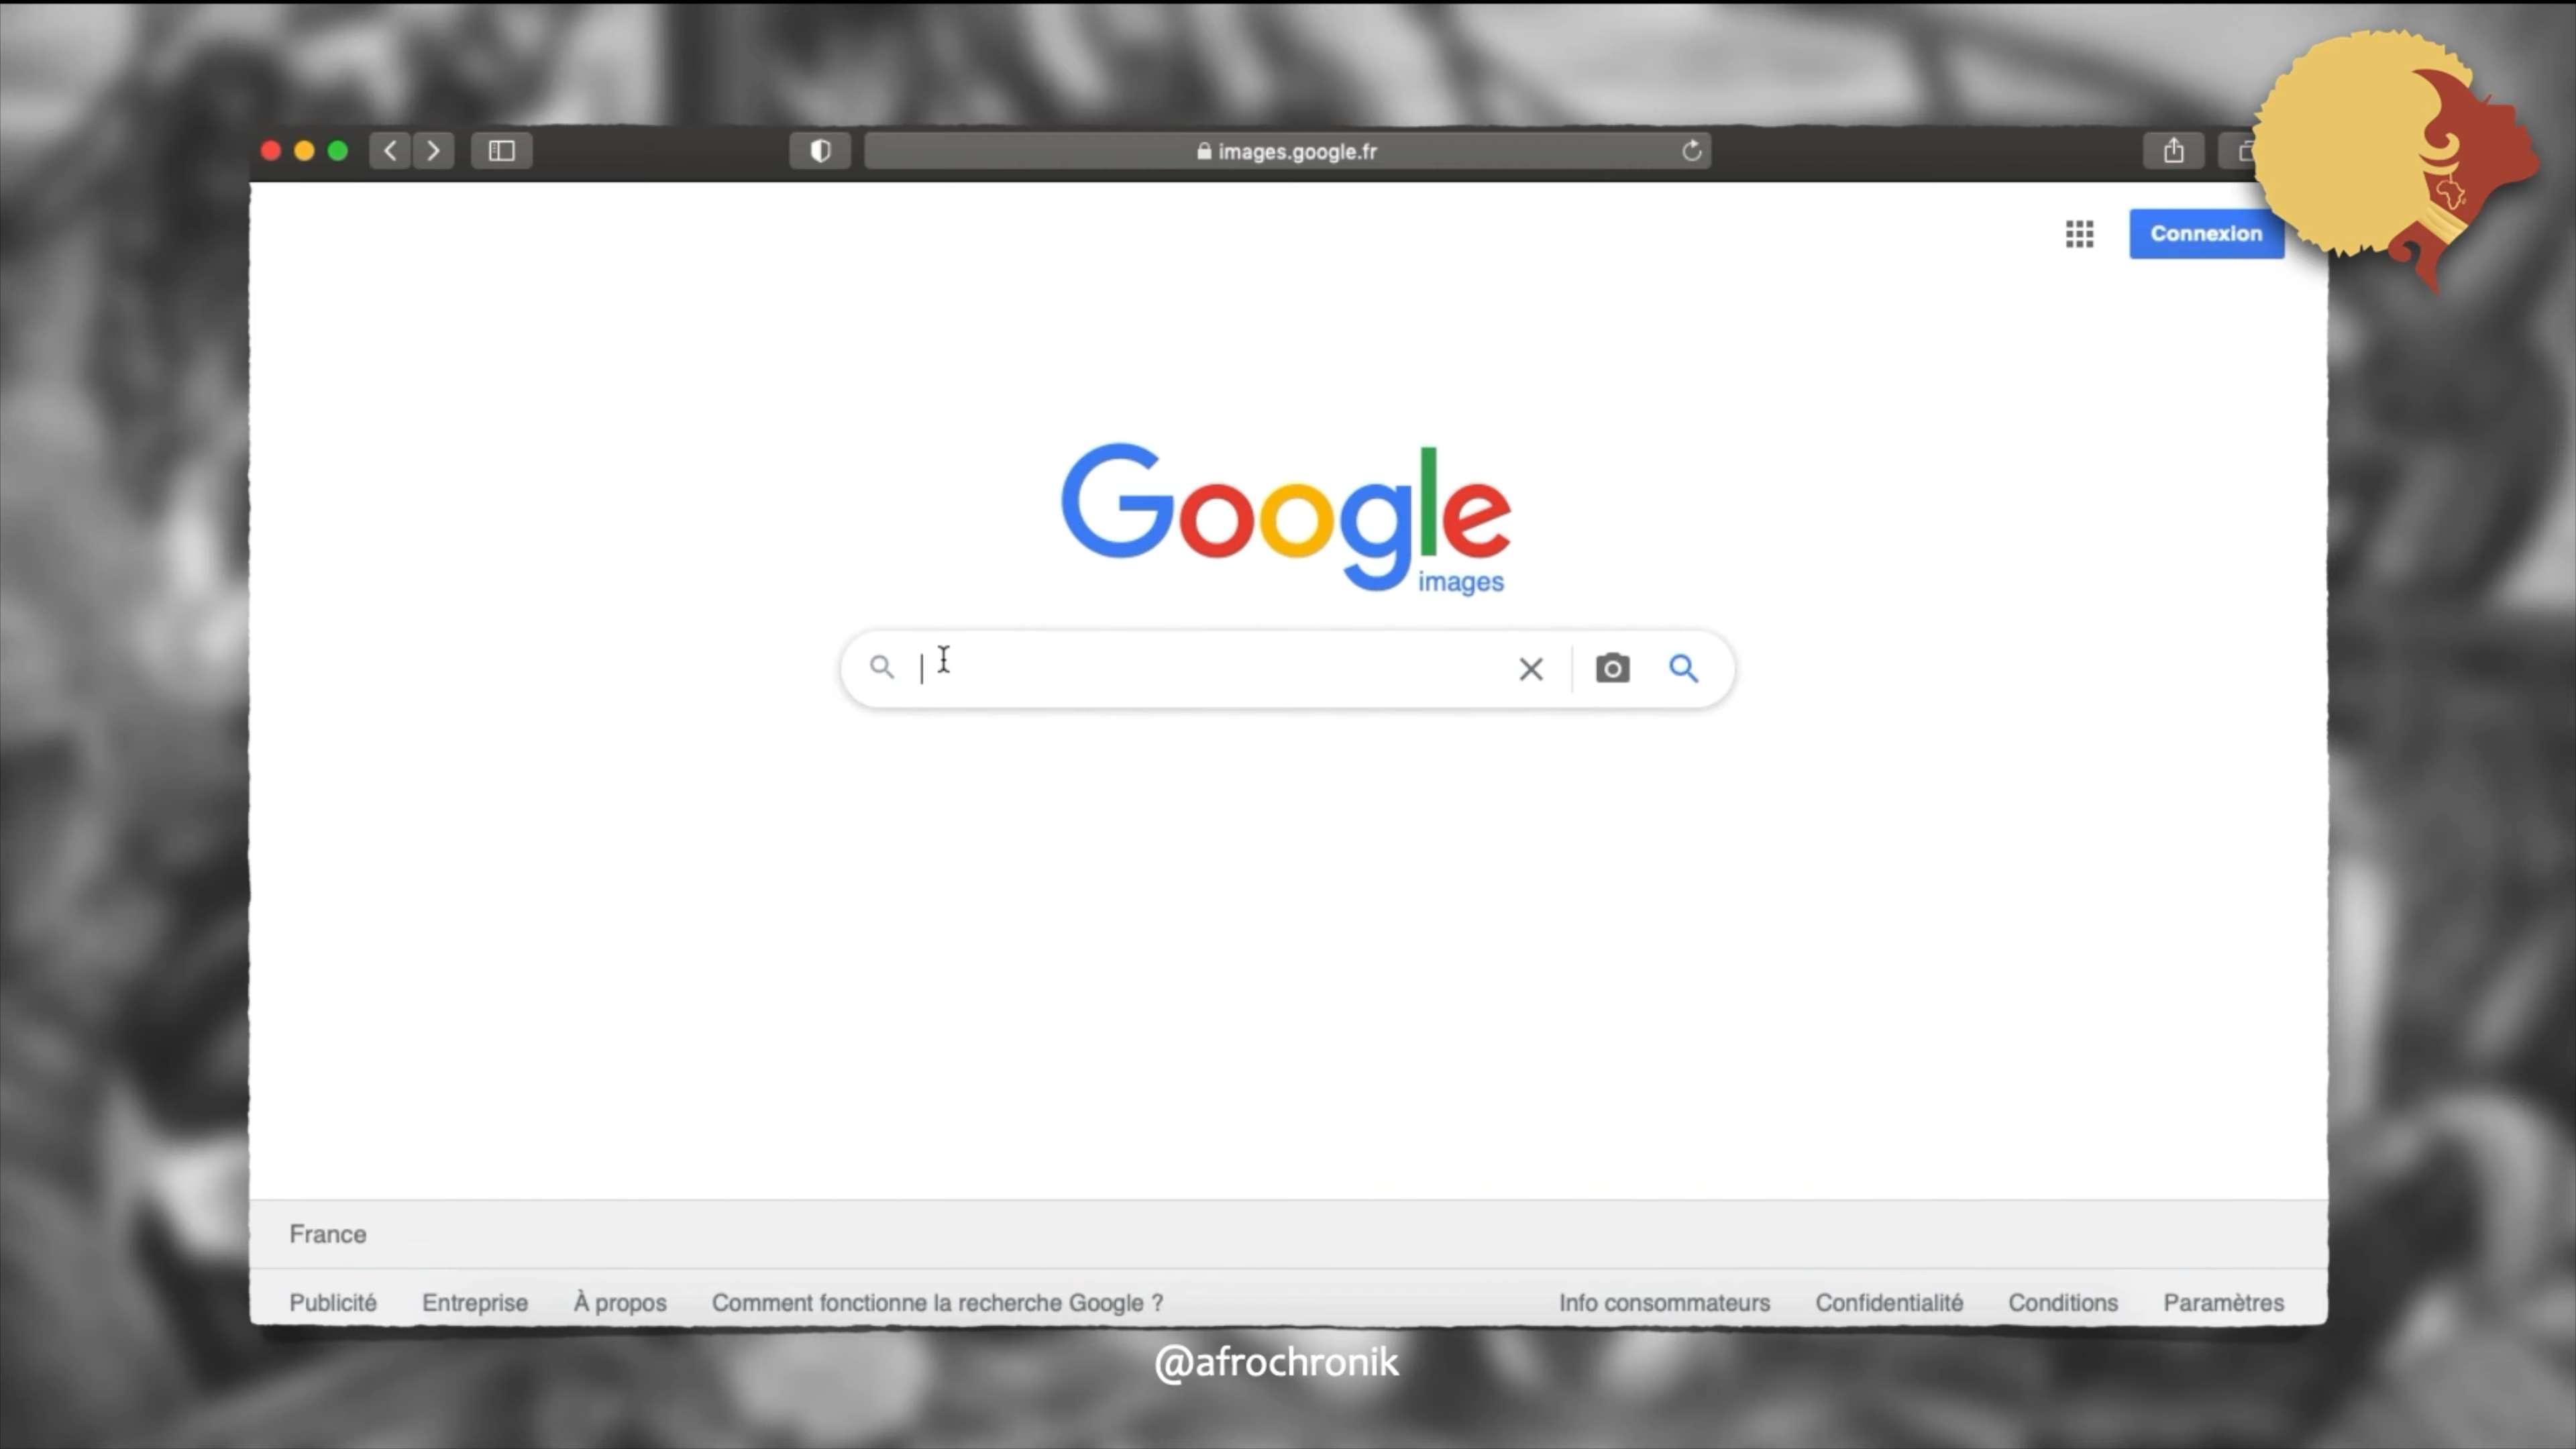 images.google.fr
Connexion
Google
images
France
Publicité Entreprise À propos Comment fonctionne la recherche Google ? Info consommateurs Confidentialité Conditions Paramètres
@afrochronik